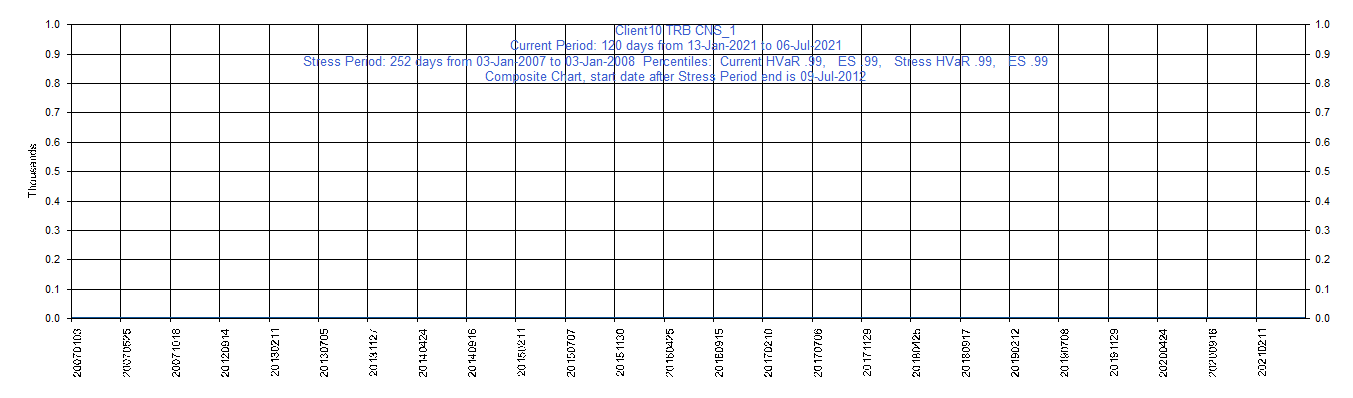 Client10 TRB CNS_1
Current Period: 120 days from 13-Jan-2021 to 06-Jul-2021
Stress Period: 252 days from 03-Jan-2007 to 03-Jan-2008 Percentiles: Current HVaR .99, ES .99, Stress HVaR .99, ES .99
Composite Chart, start date after Stress Period end is 09-Jul-2012
1.0 1.0
0.9 0.9
0.8 0.8
0.7 0.7
0.6 0.6
0.5 0.5
0.4 0.4
0.3 0.3
0.2 0.2
0.1 0.1
0.0 0.0
Thousands
20070103 20070525 20071018 20120914 20130211 20130705 20131127 20140424 20140916 20150211 20150707 20151130 20160425 20160915 20170210 20170706 20171129 20180425 20180917 20190212 20190708 20191129 20200424 20200916 20210211